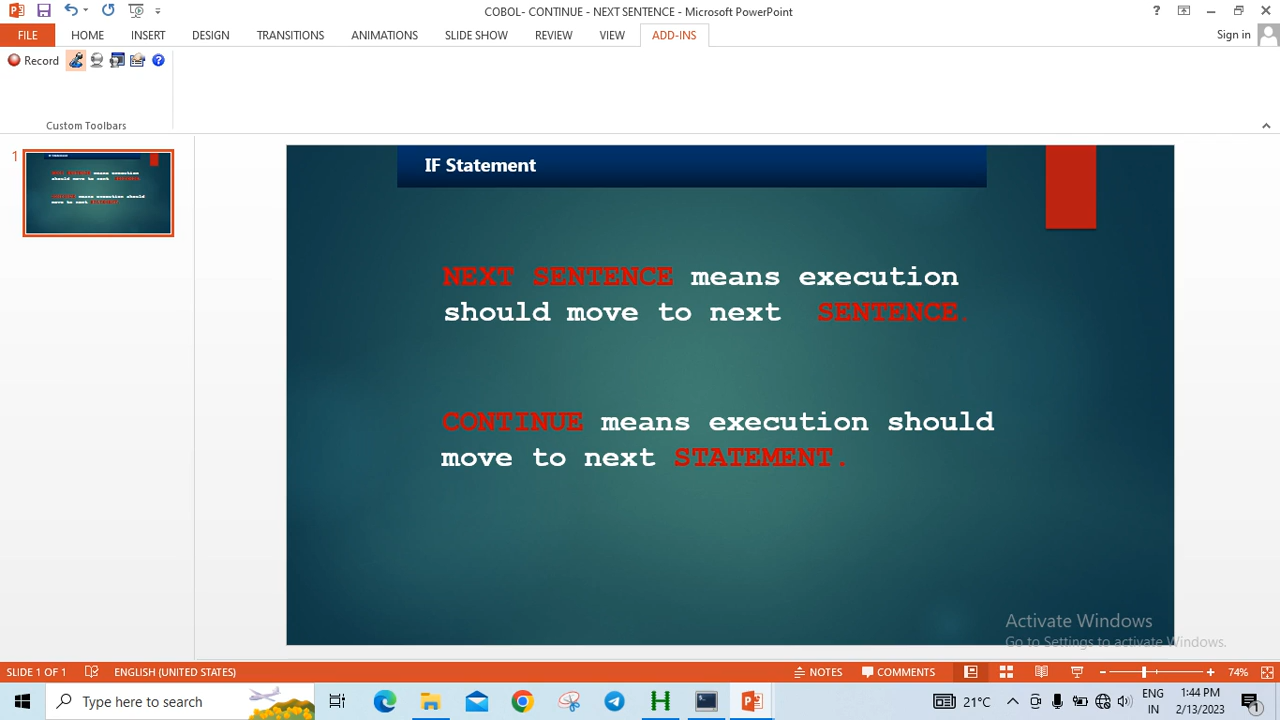 COBOL- CONTINUE - NEXT SENTENCE - Microsoft PowerPoint
FILE HOME INSERT DESIGN TRANSITIONS ANIMATIONS SLIDE SHOW REVIEW VIEW ADD-INS Sign in
Record
Custom Toolbars
1
IF Statement
NEXT SENTENCE means execution
should move to next SENTENCE.
CONTINUE means execution should
move to next STATEMENT.
Activate Windows
Go to Settings to activate Windows.
SLIDE 1 OF 1 ENGLISH (UNITED STATES) NOTES COMMENTS 74%
Type here to search 21°C ENG IN 1:44 PM 2/13/2023 1